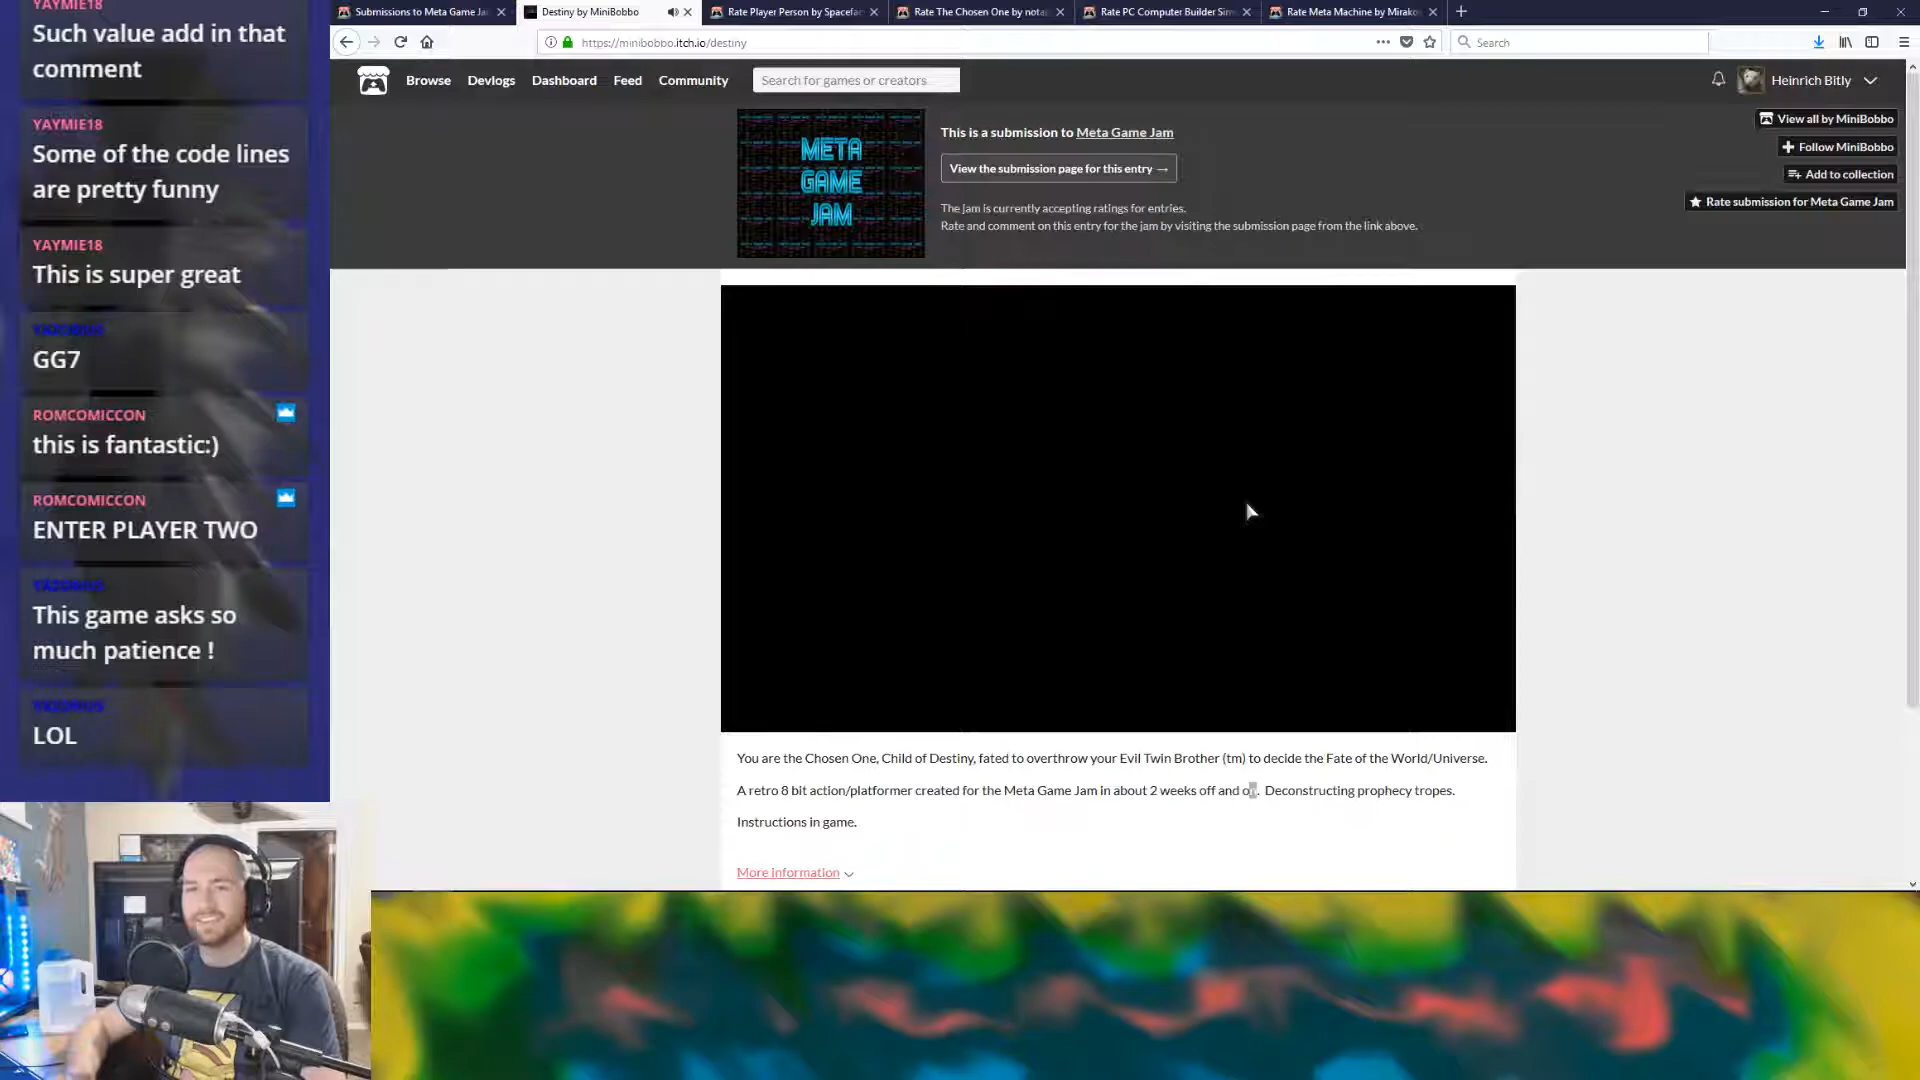 YAYMIE18
Such value add in that
comment
YAYMIE18
Some of the code lines
are pretty funny
YAYMIE18
This is super great
GG7
ROMCOMICCON
this is fantastic:)
ROMCOMICCON
ENTER PLAYER TWO
This game asks so
much patience !
LOL
Submissions to Meta Game Ja
Destiny by MiniBobbo
Rate Player Person by Spacefa
Rate The Chosen One by nota
Rate PC Computer Builder Sim
Rate Meta Machine by Mirako
https://minibobbo.itch.io/destiny
Search
Browse
Devlogs
Dashboard
Feed
Community
Search for games or creators
Heinrich Bitly
META
GAME
JAM
This is a submission to Meta Game Jam
View the submission page for this entry →
The jam is currently accepting ratings for entries.
Rate and comment on this entry for the jam by visiting the submission page from the link above.
View all by MiniBobbo
Follow MiniBobbo
Add to collection
Rate submission for Meta Game Jam
You are the Chosen One, Child of Destiny, fated to overthrow your Evil Twin Brother (tm) to decide the Fate of the World/Universe.
A retro 8 bit action/platformer created for the Meta Game Jam in about 2 weeks off and . Deconstructing prophecy tropes.
Instructions in game.
More information